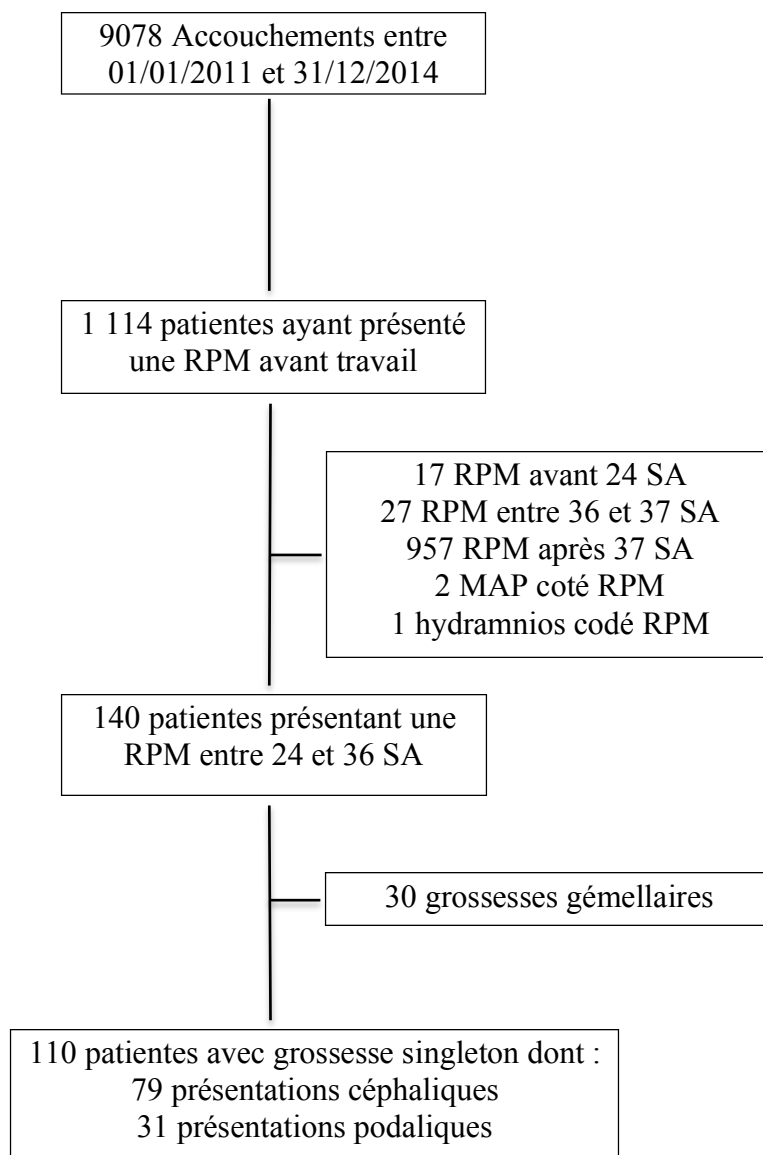 9078 Accouchements entre
01/01/2011 et 31/12/2014
1 114 patientes ayant présenté
une RPM avant travail
17 RPM avant 24 SA
27 RPM entre 36 et 37 SA
957 RPM après 37 SA
2 MAP coté RPM
1 hydramnios codé RPM
140 patientes présentant une
RPM entre 24 et 36 SA
30 grossesses gémellaires
110 patientes avec grossesse singleton dont :
79 présentations céphaliques
31 présentations podaliques